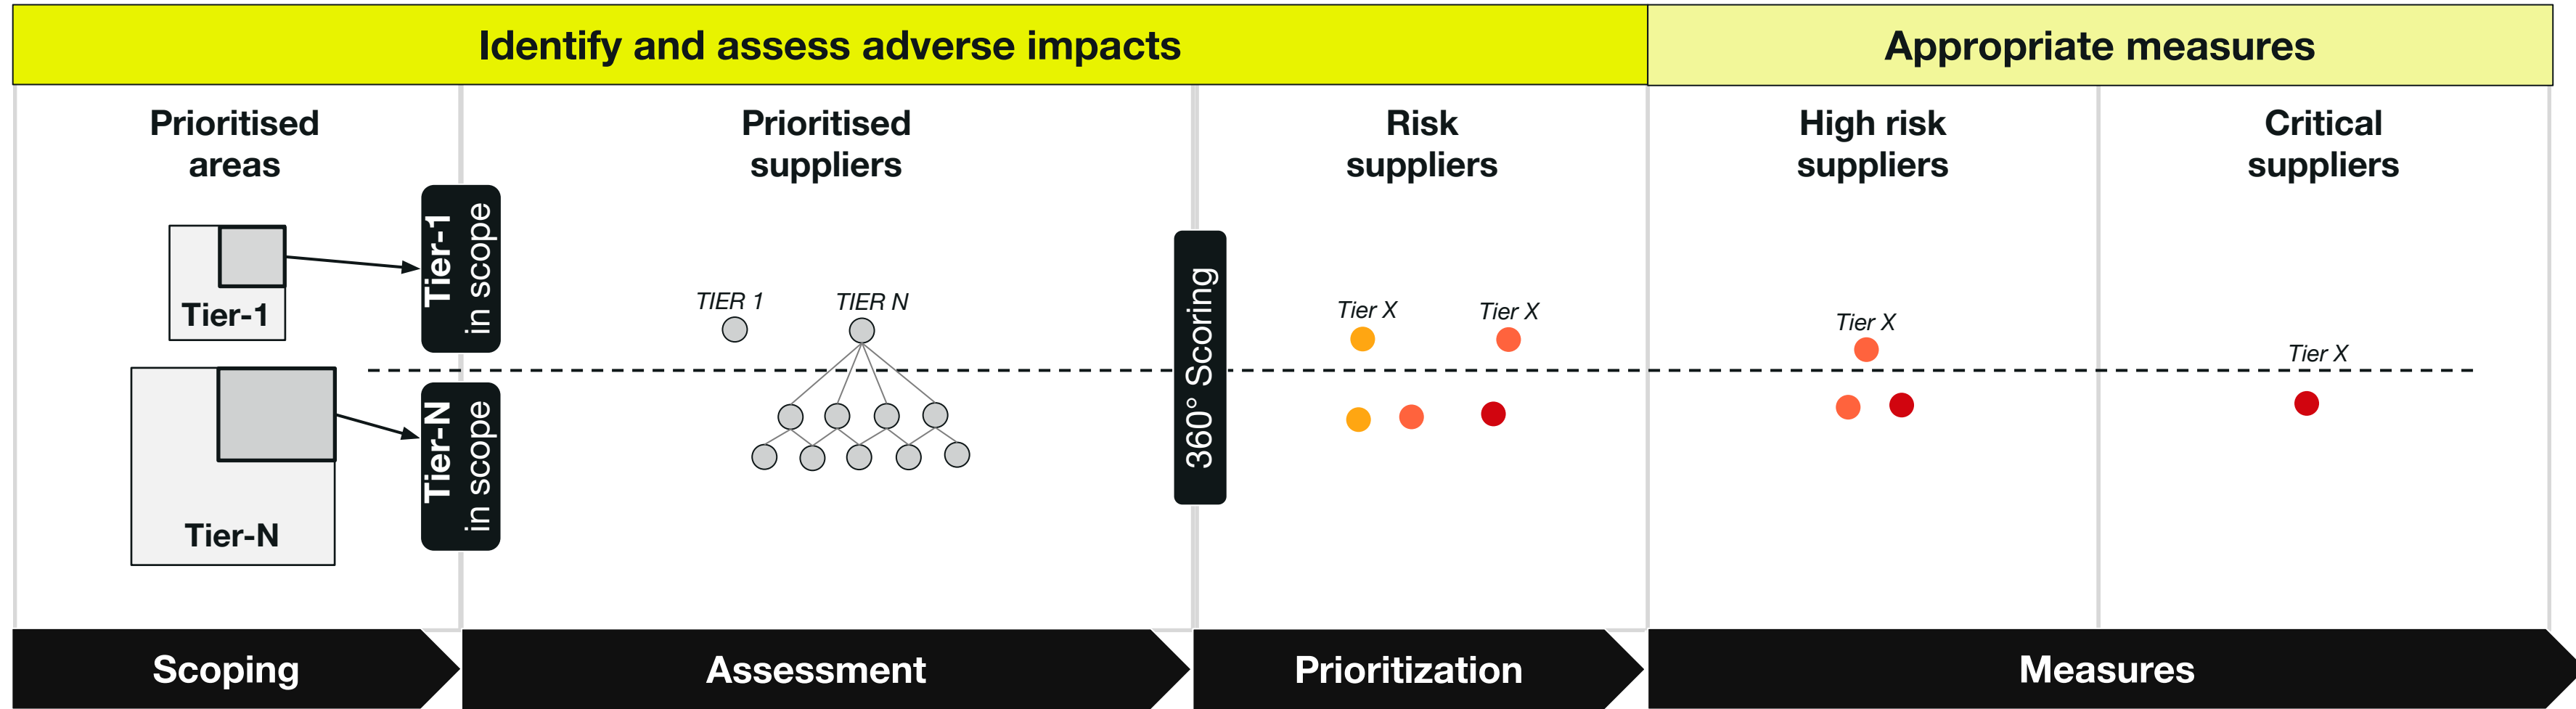 Identify and assess adverse impacts
Appropriate measures
Prioritised
areas
Prioritised
suppliers
Risk
suppliers
High risk
suppliers
Critical
suppliers
Tier-1
Tier-N
Tier-1
in scope
Tier-N
in scope
TIER 1
TIER N
360° Scoring
Tier X
Tier X
Tier X
Tier X
Scoping
Assessment
Prioritization
Measures